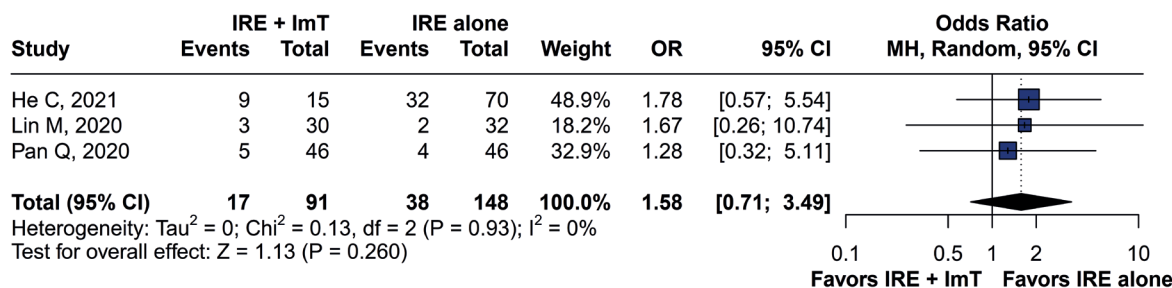 IRE + ImT IRE alone Odds Ratio
Study Events Total Events Total Weight OR 95% CI MH, Random, 95% CI
He C, 2021 9 15 32 70 48.9% 1.78 [0.57; 5.54]
Lin M, 2020 3 30 2 32 18.2% 1.67 [0.26; 10.74]
Pan Q, 2020 5 46 4 46 32.9% 1.28 [0.32; 5.11]
Total (95% CI) 17 91 38 148 100.0% 1.58 [0.71; 3.49]
Heterogeneity: Tau² = 0; Chi² = 0.13, df = 2 (P = 0.93); I² = 0%
Test for overall effect: Z = 1.13 (P = 0.260)
0.1 0.5 1 2 10
Favors IRE + ImT Favors IRE alone